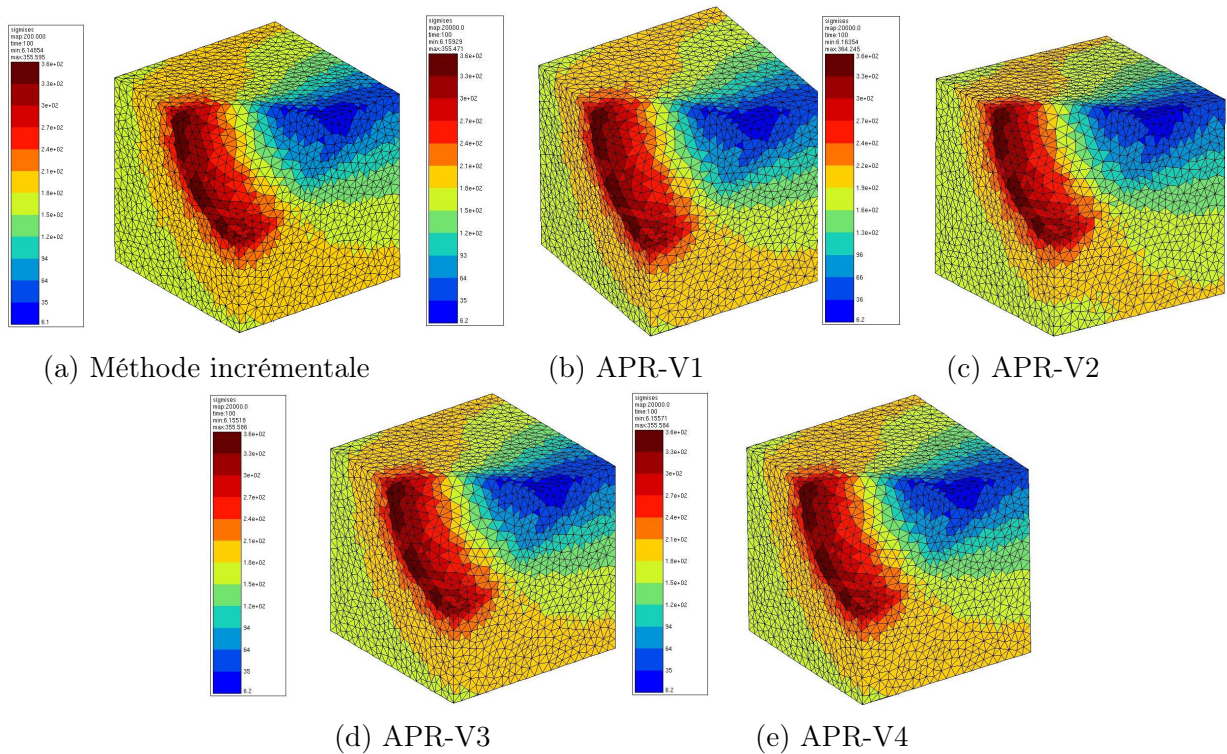 sigmises
map:200.000
time:100
min:6.14654
max:355.595
3.6e+02
3.3e+02
3e+02
2.7e+02
2.4e+02
2.1e+02
1.8e+02
1.5e+02
1.2e+02
94
64
35
6.1
(a) Méthode incrémentale
sigmises
map:20000.0
time:100
min:6.15929
max:355.471
3.6e+02
3.3e+02
3e+02
2.7e+02
2.4e+02
2.1e+02
1.8e+02
1.5e+02
1.2e+02
93
64
35
6.2
(b) APR-V1
sigmises
map:20000.0
time:100
min:6.16354
max:364.245
3.6e+02
3.3e+02
3e+02
2.7e+02
2.4e+02
2.2e+02
1.9e+02
1.6e+02
1.3e+02
96
66
36
6.2
(c) APR-V2
sigmises
map:20000.0
time:100
min:6.15516
max:355.586
3.6e+02
3.3e+02
3e+02
2.7e+02
2.4e+02
2.1e+02
1.8e+02
1.5e+02
1.2e+02
94
64
35
6.2
(d) APR-V3
sigmises
map:20000.0
time:100
min:6.15571
max:355.584
3.6e+02
3.3e+02
3e+02
2.7e+02
2.4e+02
2.1e+02
1.8e+02
1.5e+02
1.2e+02
94
64
35
6.2
(e) APR-V4